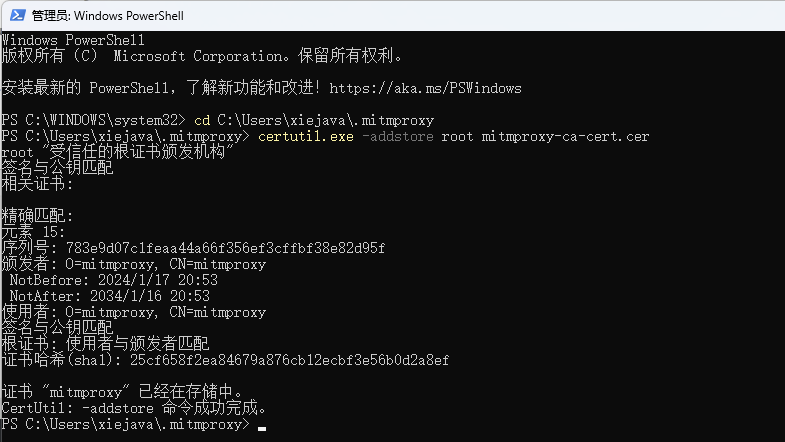 管理员: Windows PowerShell
Windows PowerShell
版权所有 (C) Microsoft Corporation。保留所有权利。
安装最新的 PowerShell，了解新功能和改进！https://aka.ms/PSWindows
PS C:\WINDOWS\system32> cd C:\Users\xiejava\.mitmproxy
PS C:\Users\xiejava\.mitmproxy> certutil.exe -addstore root mitmproxy-ca-cert.cer
root "受信任的根证书颁发机构"
签名与公钥匹配
相关证书:
精确匹配:
元素 15:
序列号: 783e9d07c1feaa44a66f356ef3cffbf38e82d95f
颁发者: O=mitmproxy, CN=mitmproxy
NotBefore: 2024/1/17 20:53
NotAfter: 2034/1/16 20:53
使用者: O=mitmproxy, CN=mitmproxy
签名与公钥匹配
根证书: 使用者与颁发者匹配
证书哈希(sha1): 25cf658f2ea84679a876cb12ecbf3e56b0d2a8ef
证书 "mitmproxy" 已经在存储中。
CertUtil: -addstore 命令成功完成。
PS C:\Users\xiejava\.mitmproxy>